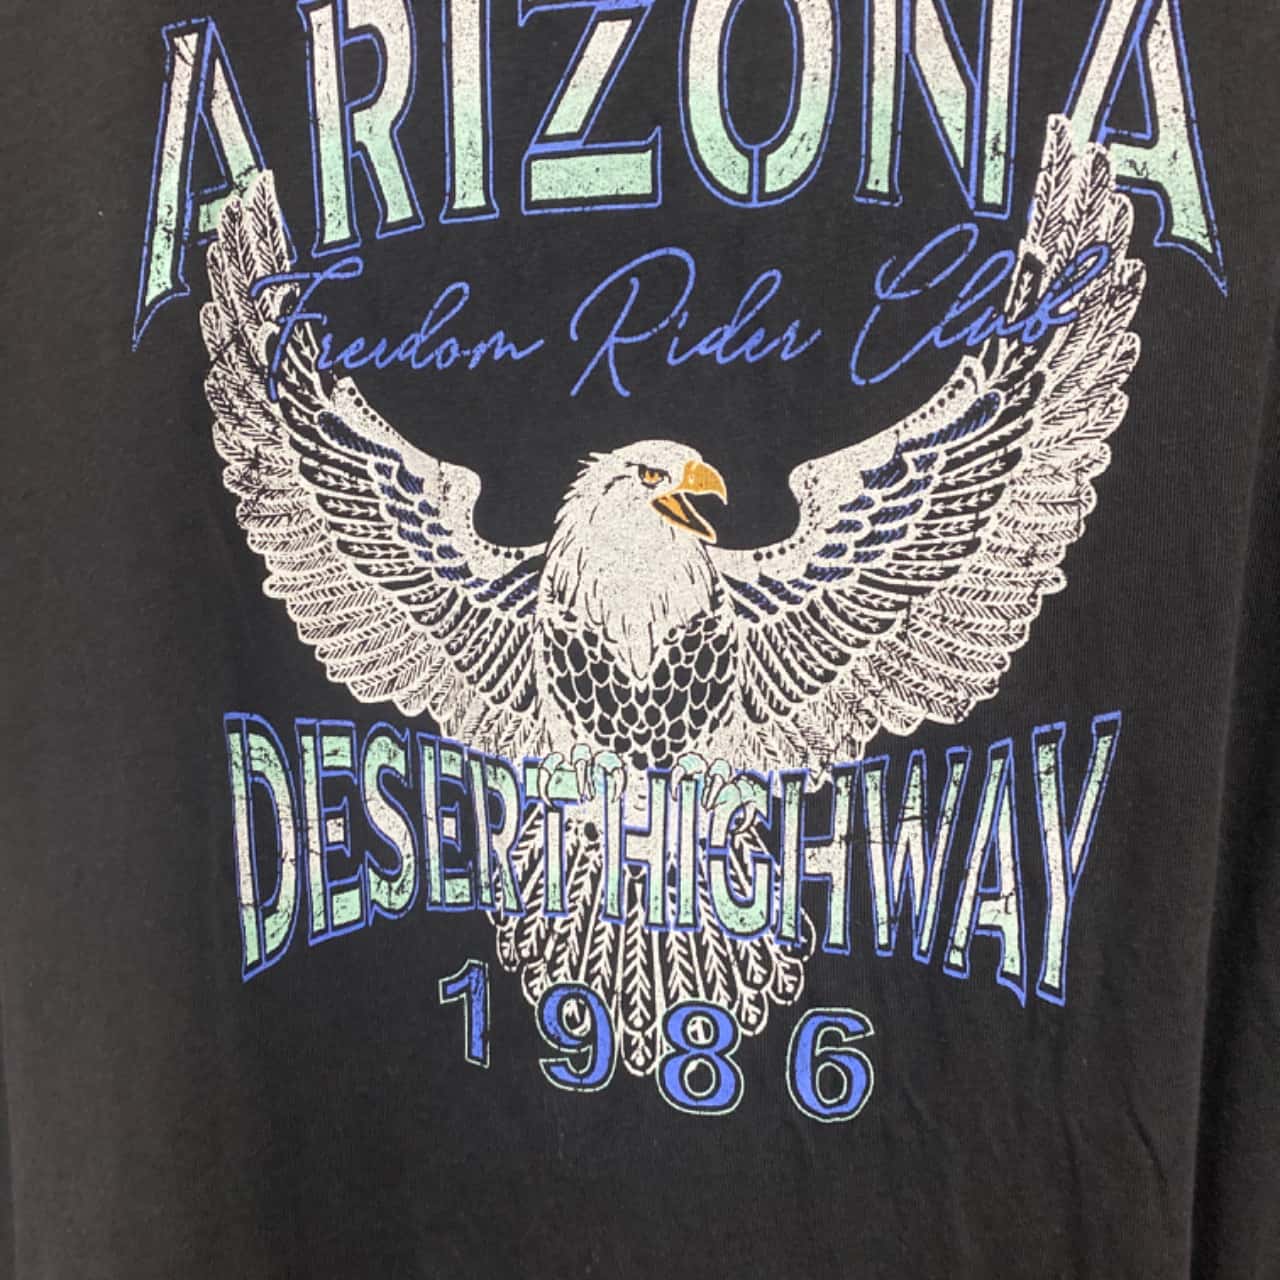 ARIZONA
Freedom Rider Club
DESERT HIGHWAY
1986